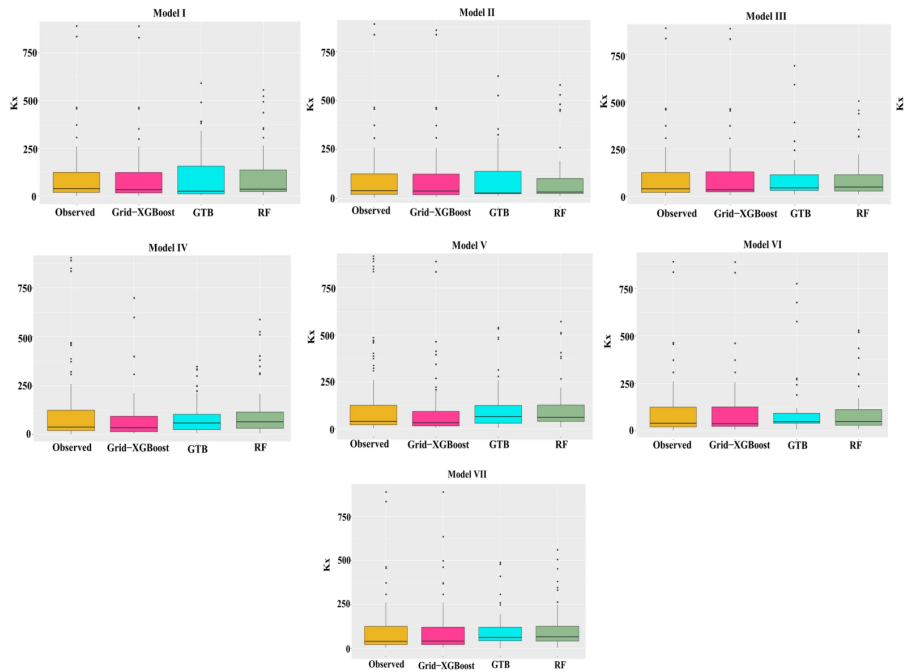 Model I
Kx
750
500
250
0
Observed Grid−XGBoost GTB RF
Model II
Kx
750
500
250
0
Observed Grid−XGBoost GTB RF
Model III
Kx
750
500
250
0
Observed Grid−XGBoost GTB RF
Kx
Model IV
750
500
250
0
Observed Grid−XGBoost GTB RF
Model V
Kx
750
500
250
0
Observed Grid−XGBoost GTB RF
Model VI
Kx
750
500
250
0
Observed Grid−XGBoost GTB RF
Model VII
Kx
750
500
250
0
Observed Grid−XGBoost GTB RF